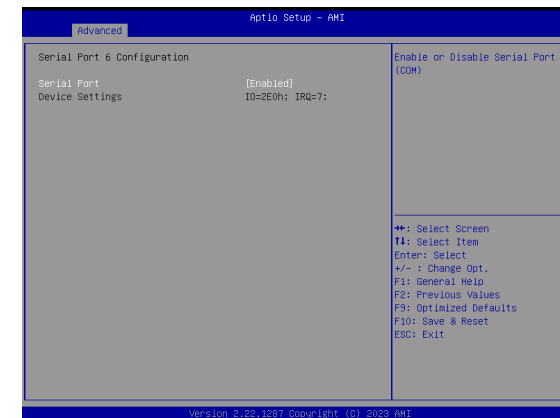 Aptio Setup - AMI
Advanced
Serial Port 6 Configuration
Serial Port [Enabled]
Device Settings IO=2E0h; IRQ=7;
Enable or Disable Serial Port
(COM)
→←: Select Screen
↑↓: Select Item
Enter: Select
+/- : Change Opt.
F1: General Help
F2: Previous Values
F9: Optimized Defaults
F10: Save & Reset
ESC: Exit
Version 2.22.1287 Copyright (C) 2023 AMI